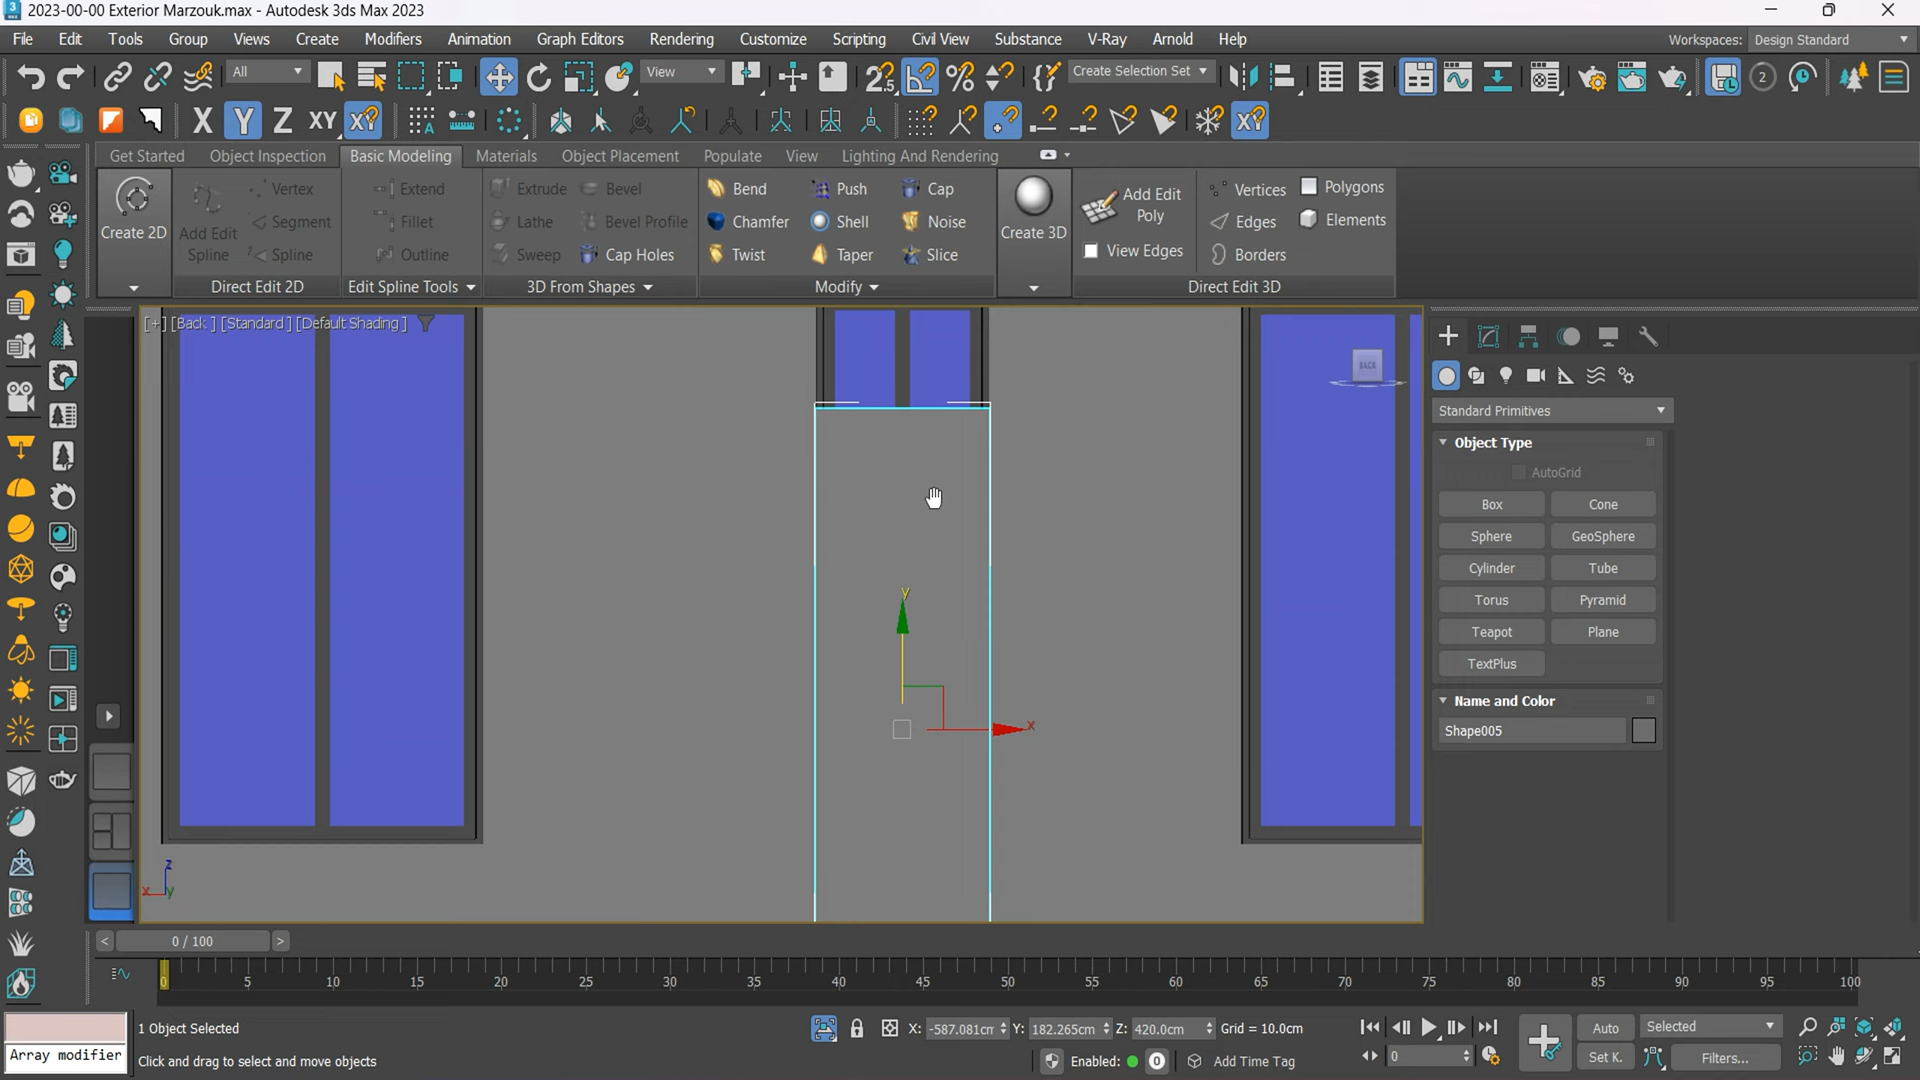 2023-00-00 Exterior Marzouk.max - Autodesk 3ds Max 2023
File Edit Tools Group Views Create Modifiers Animation Graph Editors Rendering Customize Scripting Civil View Substance V-Ray Arnold Help
Workspaces: Design Standard
All View Create Selection Set 2
X Y Z XY
Get Started Object Inspection Basic Modeling Materials Object Placement Populate View Lighting And Rendering
Create 2D
Add Edit Spline
Vertex
Segment
Spline
Direct Edit 2D
Extend
Fillet
Outline
Edit Spline Tools
Extrude Bevel
Lathe Bevel Profile
Sweep Cap Holes
3D From Shapes
Bend Push Cap
Chamfer Shell Noise
Twist Taper Slice
Modify
Create 3D
Add Edit Poly
View Edges
Vertices Polygons
Edges Elements
Borders
Direct Edit 3D
[+] [Back ] [Standard ] [Default Shading ]
BACK
y
x
z
x y
Standard Primitives
Object Type
AutoGrid
Box Cone
Sphere GeoSphere
Cylinder Tube
Torus Pyramid
Teapot Plane
TextPlus
Name and Color
Shape005
< 0 / 100 >
0 5 10 15 20 25 30 35 40 45 50 55 60 65 70 75 80 85 90 95 100
1 Object Selected
X: -587.081cm Y: 182.265cm Z: 420.0cm Grid = 10.0cm
Auto Selected
Array modifier
Click and drag to select and move objects
Enabled: 0 Add Time Tag
0
Set K. Filters...